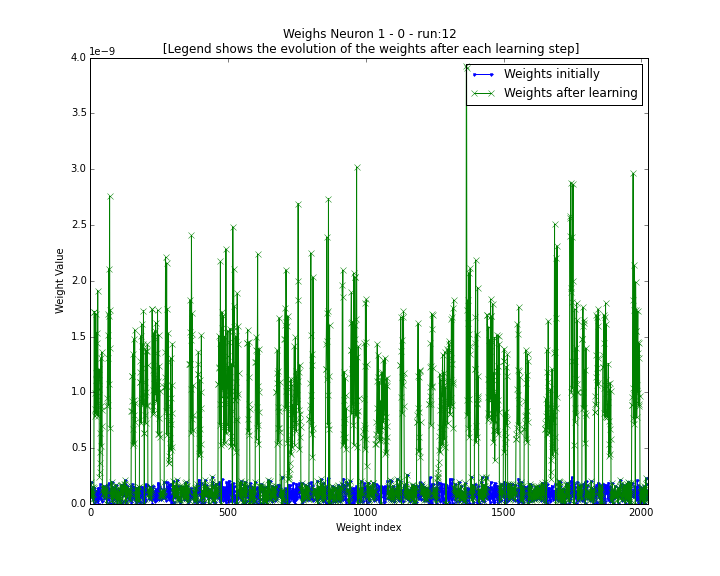 Weighs Neuron 1 - 0 - run:12
[Legend shows the evolution of the weights after each learning step]
1e−9
Weights initially
Weights after learning
4.0
3.5
3.0
2.5
2.0
1.5
1.0
0.5
0.0
Weight Value
0 500 1000 1500 2000
Weight index